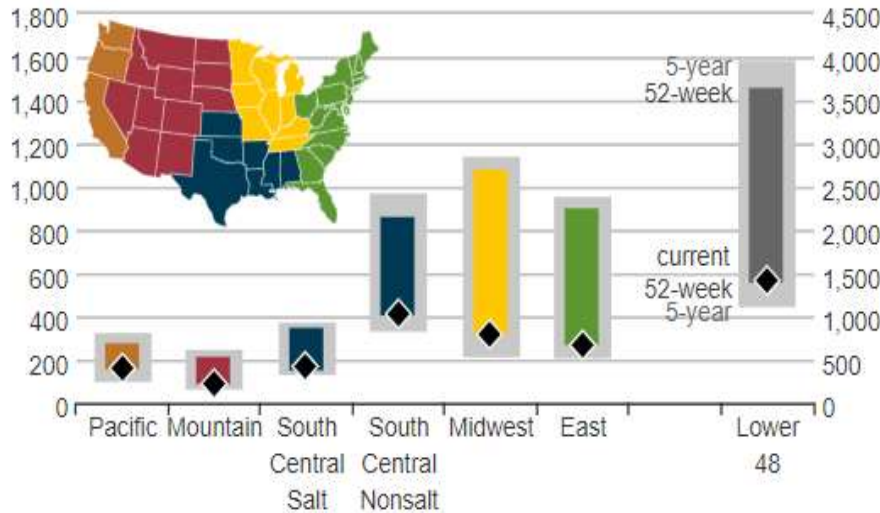 1,800
1,600
1,400
1,200
1,000
800
600
400
200
0
4,500
4,000
3,500
3,000
2,500
2,000
1,500
1,000
500
0
5-year
52-week
current
52-week
5-year
Pacific
Mountain
South
Central
Salt
South
Central
Nonsalt
Midwest
East
Lower
48